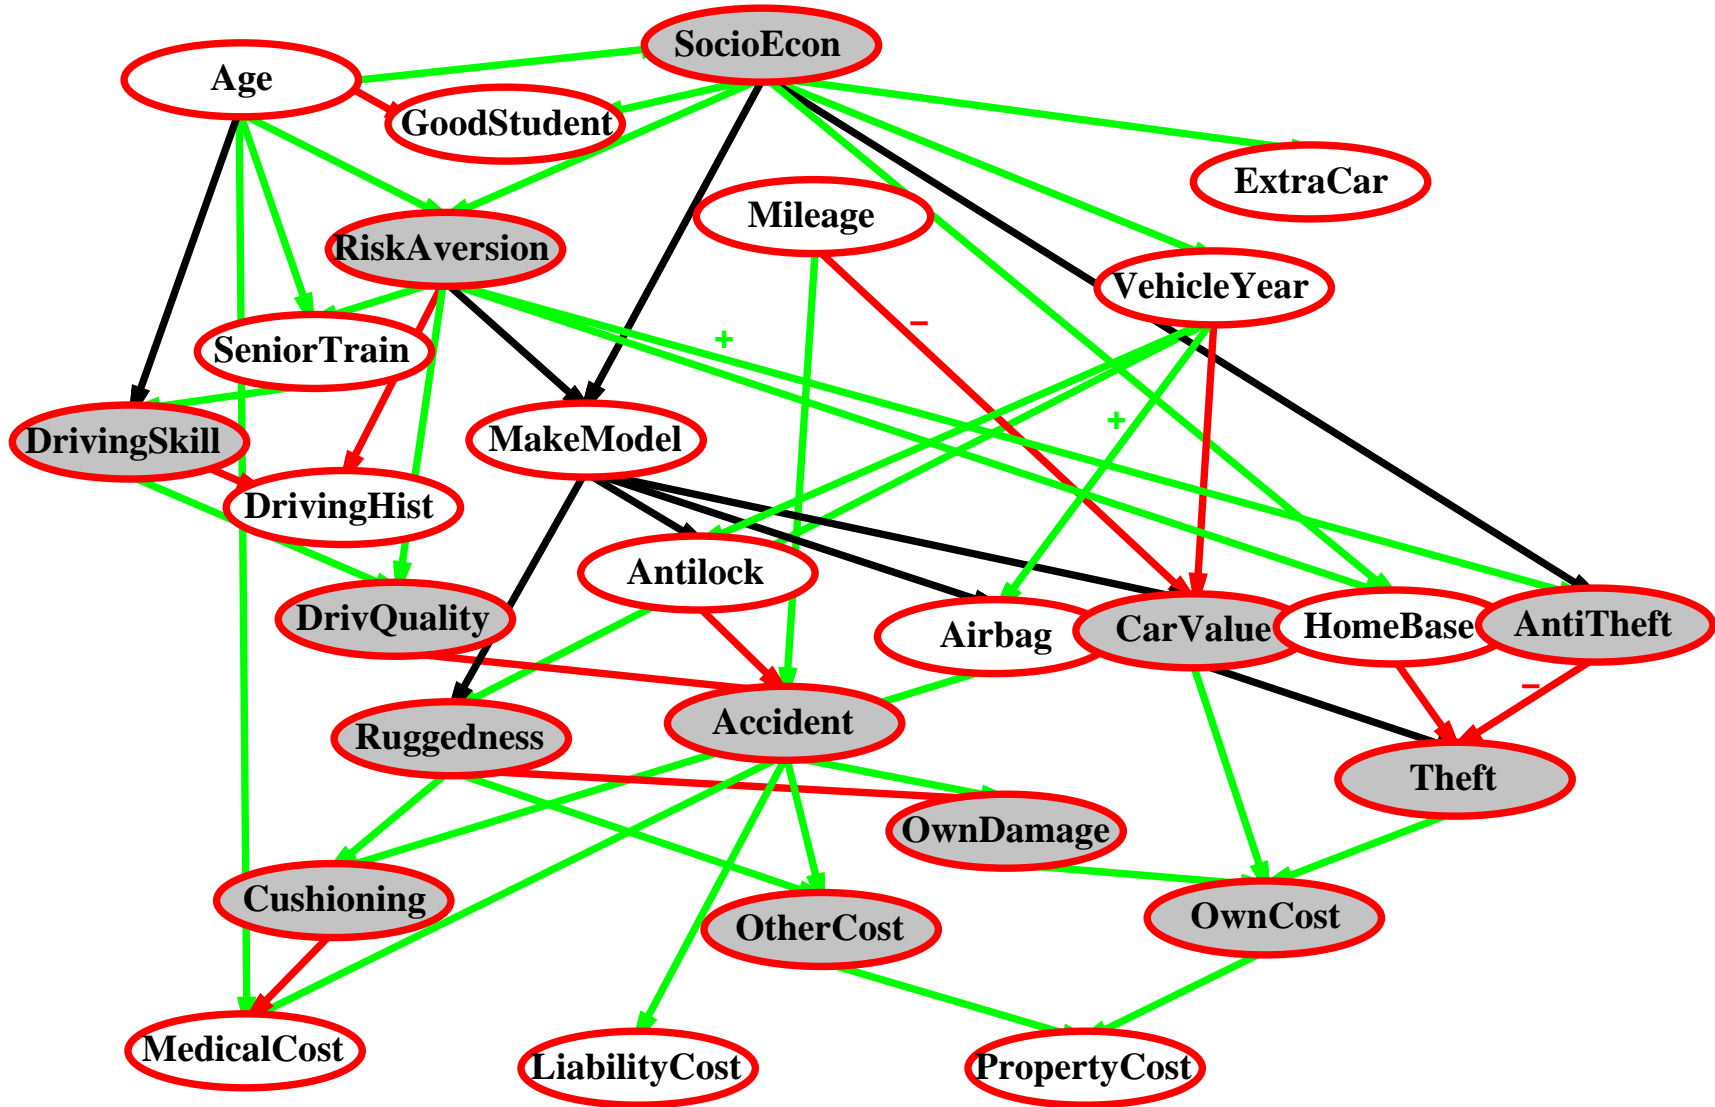 SocioEcon
Age
GoodStudent
ExtraCar
Mileage
RiskAversion
VehicleYear
−
+
SeniorTrain
+
DrivingSkill
MakeModel
DrivingHist
Antilock
DrivQuality
Airbag
CarValue
HomeBase
AntiTheft
−
Accident
Ruggedness
Theft
OwnDamage
Cushioning
OtherCost
OwnCost
MedicalCost
LiabilityCost
PropertyCost